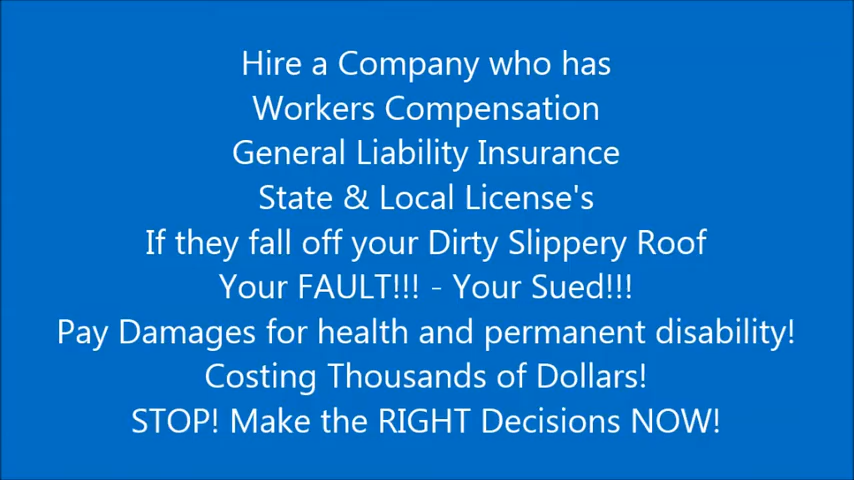 Hire a Company who has
Workers Compensation
General Liability Insurance
State & Local License's
If they fall off your Dirty Slippery Roof
Your FAULT!!! - Your Sued!!!
Pay Damages for health and permanent disability!
Costing Thousands of Dollars!
STOP! Make the RIGHT Decisions NOW!